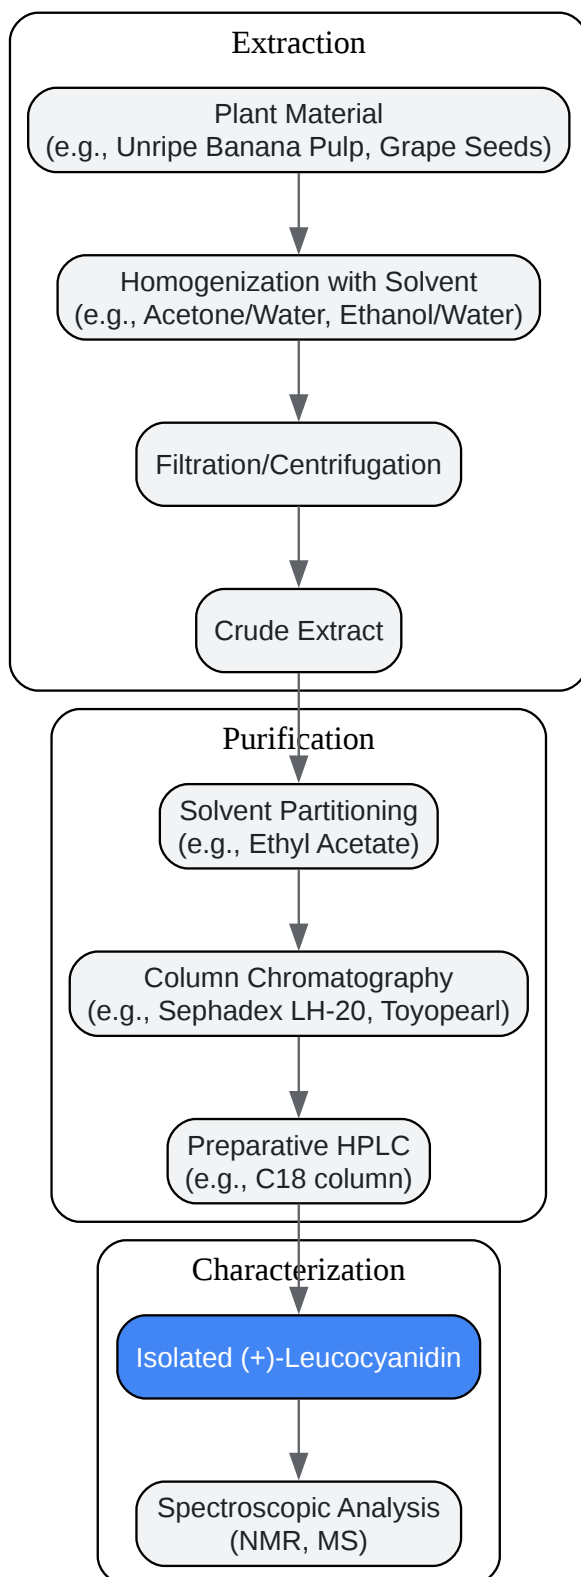 Extraction
Plant Material
(e.g., Unripe Banana Pulp, Grape Seeds)
Homogenization with Solvent
(e.g., Acetone/Water, Ethanol/Water)
Filtration/Centrifugation
Crude Extract
Purification
Solvent Partitioning
(e.g., Ethyl Acetate)
Column Chromatography
(e.g., Sephadex LH-20, Toyopearl)
Preparative HPLC
(e.g., C18 column)
Characterization
Isolated (+)-Leucocyanidin
Spectroscopic Analysis
(NMR, MS)